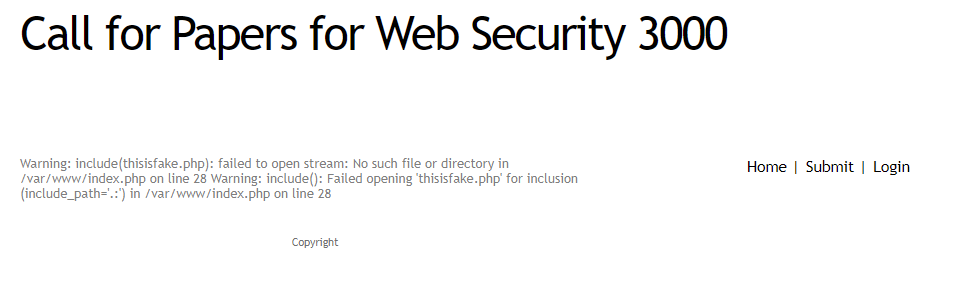 Call for Papers for Web Security 3000
Warning: include(thisisfake.php): failed to open stream: No such file or directory in
/var/www/index.php on line 28 Warning: include(): Failed opening 'thisisfake.php' for inclusion
(include_path='.:') in /var/www/index.php on line 28
Home | Submit | Login
Copyright